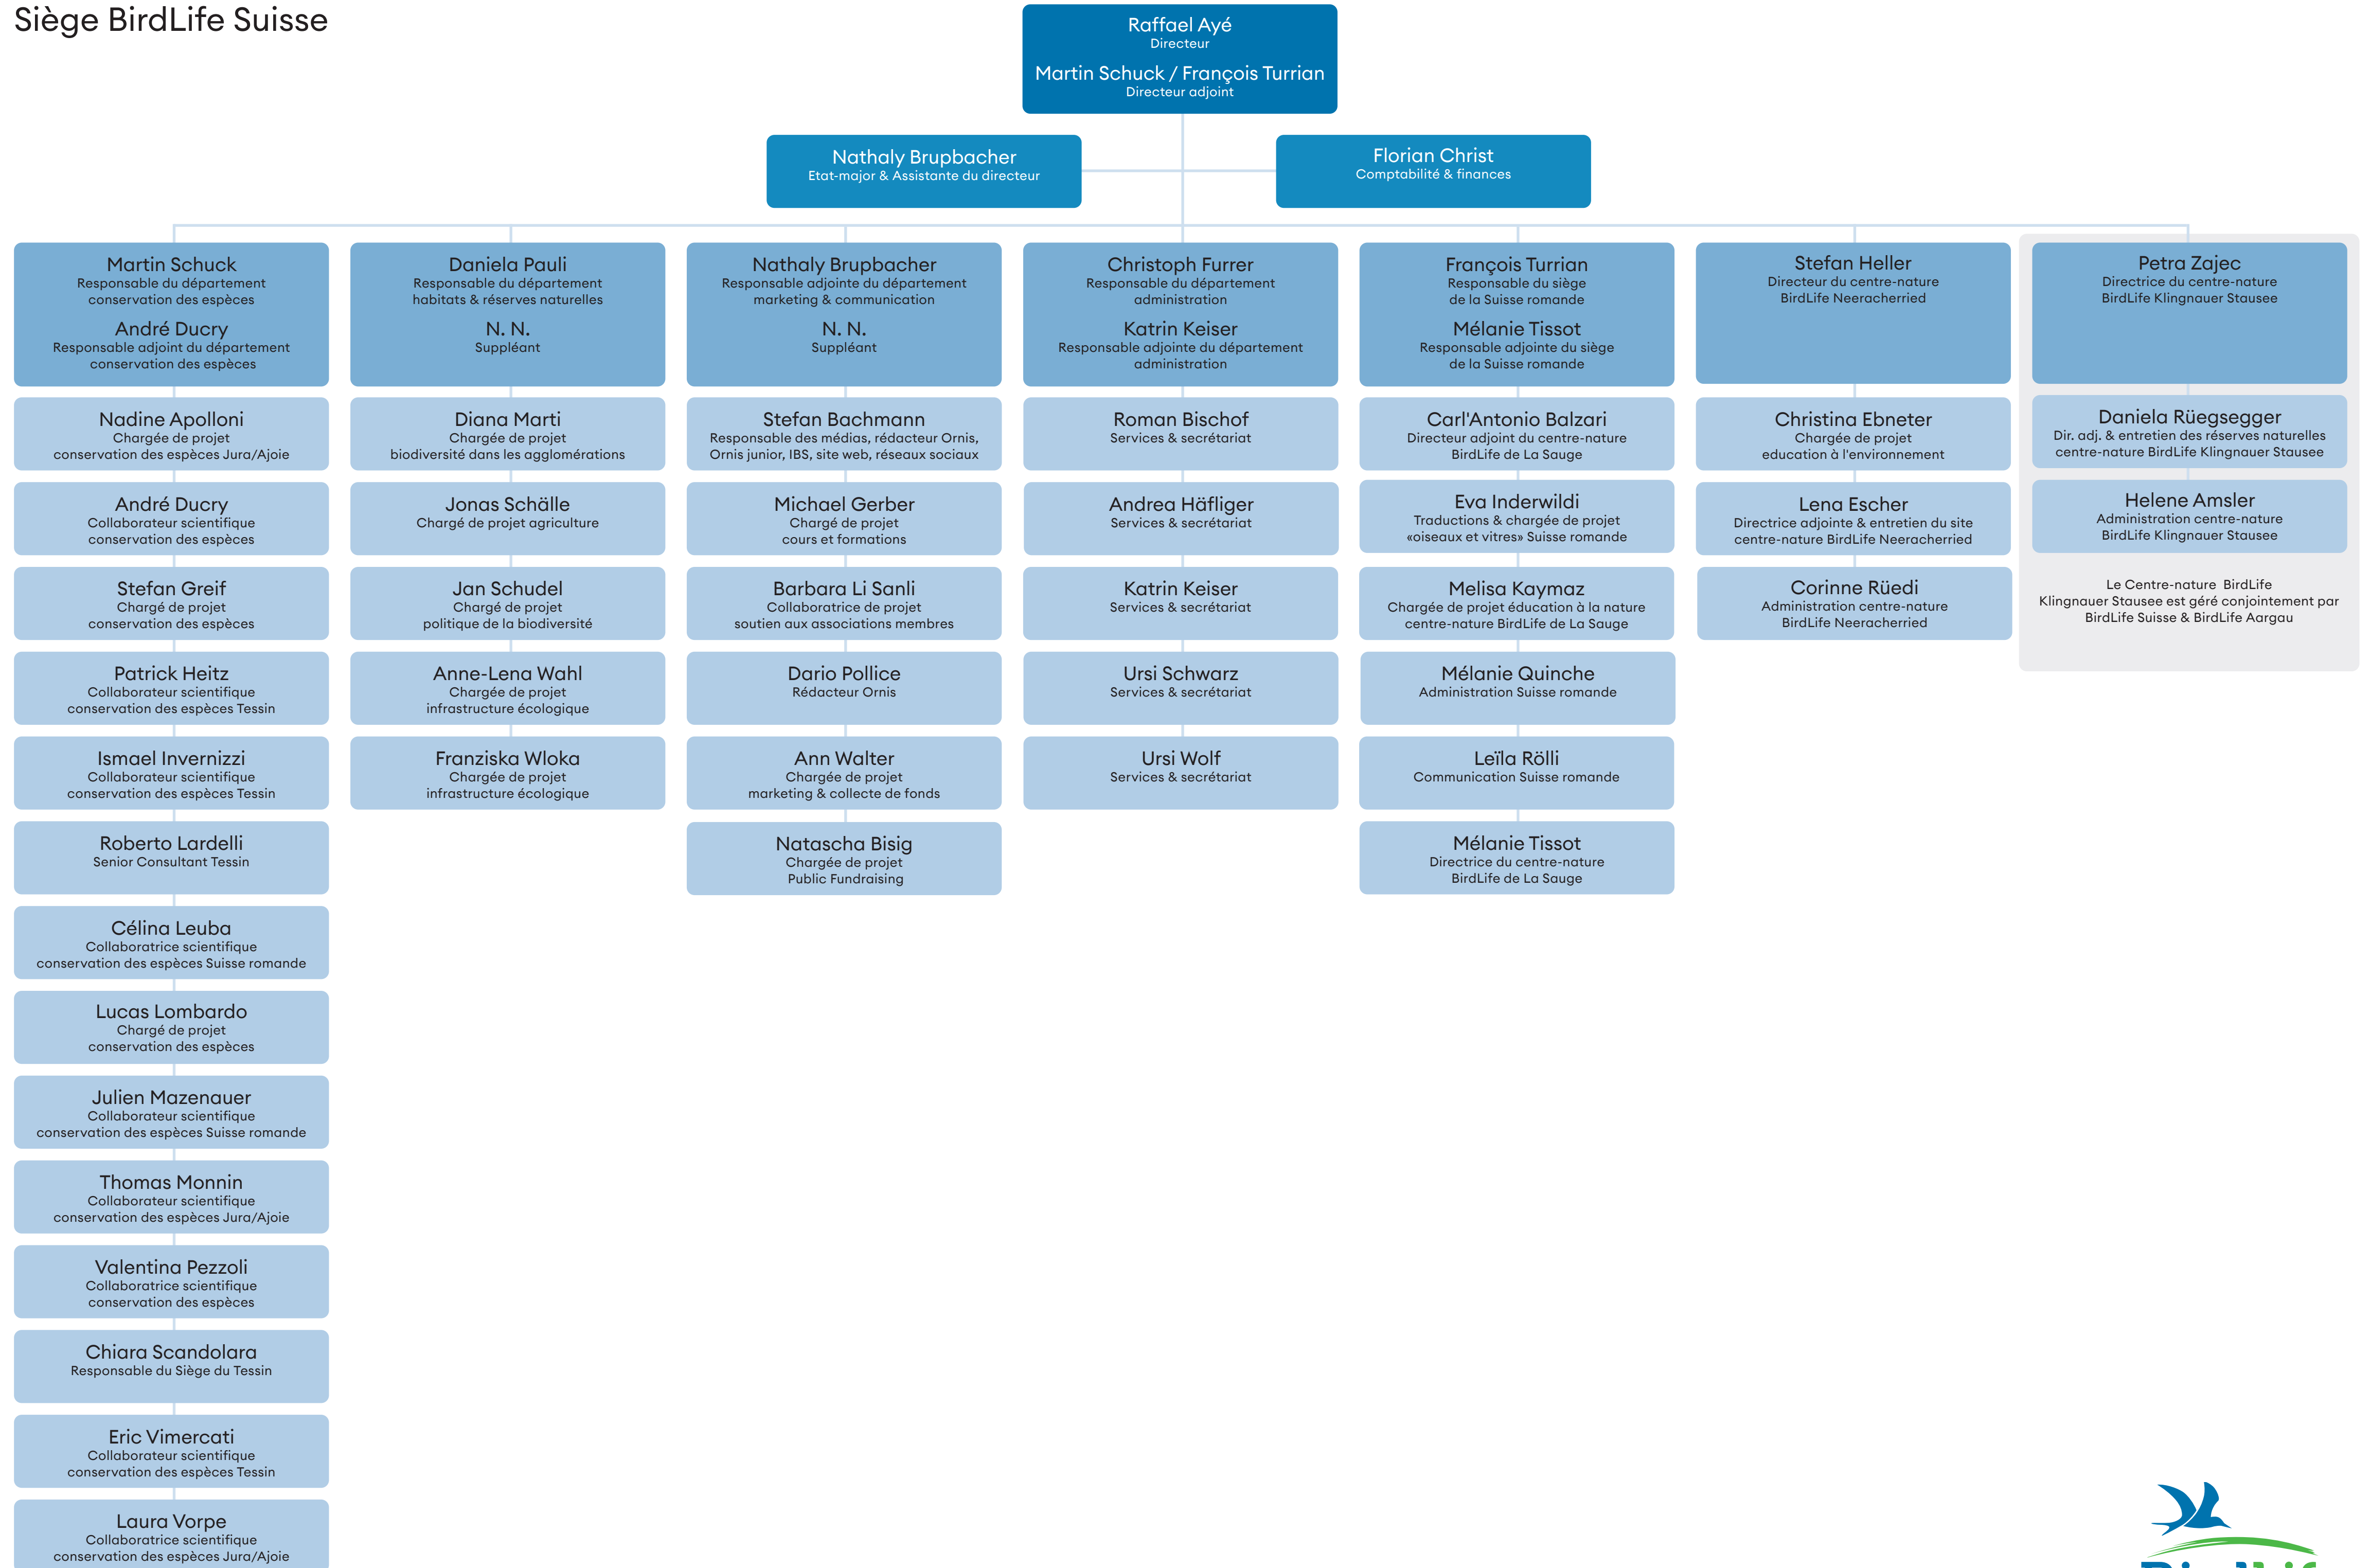 Siège BirdLife Suisse
Raffael Ayé
Directeur
Martin Schuck / François Turrian
Directeur adjoint
Nathaly Brupbacher
Etat-major & Assistante du directeur
Florian Christ
Comptabilité & finances
Martin Schuck
Responsable du département
conservation des espèces
André Ducry
Responsable adjoint du département
conservation des espèces
Nadine Apolloni
Chargée de projet
conservation des espèces Jura/Ajoie
André Ducry
Collaborateur scientifique
conservation des espèces
Stefan Greif
Chargé de projet
conservation des espèces
Patrick Heitz
Collaborateur scientifique
conservation des espèces Tessin
Ismael Invernizzi
Collaborateur scientifique
conservation des espèces Tessin
Roberto Lardelli
Senior Consultant Tessin
Célina Leuba
Collaboratrice scientifique
conservation des espèces Suisse romande
Lucas Lombardo
Chargé de projet
conservation des espèces
Julien Mazenauer
Collaborateur scientifique
conservation des espèces Suisse romande
Thomas Monnin
Collaborateur scientifique
conservation des espèces Jura/Ajoie
Valentina Pezzoli
Collaboratrice scientifique
conservation des espèces
Chiara Scandolara
Responsable du Siège du Tessin
Eric Vimercati
Collaborateur scientifique
conservation des espèces Tessin
Laura Vorpe
Collaboratrice scientifique
conservation des espèces Jura/Ajoie
Daniela Pauli
Responsable du département
habitats & réserves naturelles
N. N.
Suppléant
Diana Marti
Chargée de projet
biodiversité dans les agglomérations
Jonas Schälle
Chargé de projet agriculture
Jan Schudel
Chargé de projet
politique de la biodiversité
Anne-Lena Wahl
Chargée de projet
infrastructure écologique
Franziska Wloka
Chargée de projet
infrastructure écologique
Nathaly Brupbacher
Responsable adjointe du département
marketing & communication
N. N.
Suppléant
Stefan Bachmann
Responsable des médias, rédacteur Ornis,
Ornis junior, IBS, site web, réseaux sociaux
Michael Gerber
Chargé de projet
cours et formations
Barbara Li Sanli
Collaboratrice de projet
soutien aux associations membres
Dario Pollice
Rédacteur Ornis
Ann Walter
Chargée de projet
marketing & collecte de fonds
Natascha Bisig
Chargée de projet
Public Fundraising
Christoph Furrer
Responsable du département
administration
Katrin Keiser
Responsable adjointe du département
administration
Roman Bischof
Services & secrétariat
Andrea Häfliger
Services & secrétariat
Katrin Keiser
Services & secrétariat
Ursi Schwarz
Services & secrétariat
Ursi Wolf
Services & secrétariat
François Turrian
Responsable du siège
de la Suisse romande
Mélanie Tissot
Responsable adjointe du siège
de la Suisse romande
Carl'Antonio Balzari
Directeur adjoint du centre-nature
BirdLife de La Sauge
Eva Inderwildi
Traductions & chargée de projet
«oiseaux et vitres» Suisse romande
Melisa Kaymaz
Chargée de projet éducation à la nature
centre-nature BirdLife de La Sauge
Mélanie Quinche
Administration Suisse romande
Leïla Rölli
Communication Suisse romande
Mélanie Tissot
Directrice du centre-nature
BirdLife de La Sauge
Stefan Heller
Directeur du centre-nature
BirdLife Neeracherried
Christina Ebneter
Chargée de projet
education à l'environnement
Lena Escher
Directrice adjointe & entretien du site
centre-nature BirdLife Neeracherried
Corinne Rüedi
Administration centre-nature
BirdLife Neeracherried
Petra Zajec
Directrice du centre-nature
BirdLife Klingnauer Stausee
Daniela Rüegsegger
Dir. adj. & entretien des réserves naturelles
centre-nature BirdLife Klingnauer Stausee
Helene Amsler
Administration centre-nature
BirdLife Klingnauer Stausee
Le Centre-nature BirdLife
Klingnauer Stausee est géré conjointement par
BirdLife Suisse & BirdLife Aargau